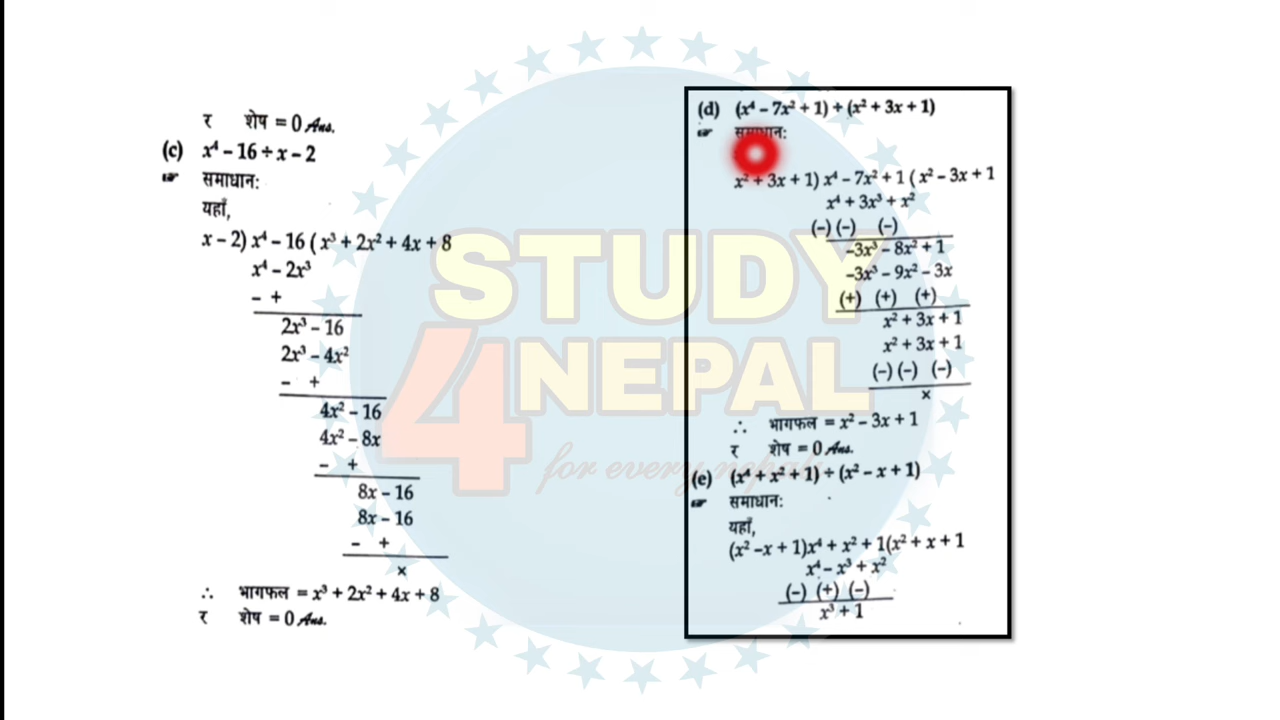 र शेष = 0 Ans.
(c) x⁴ – 16 ÷ x – 2
☞ समाधान:
यहाँ,
x – 2) x⁴ – 16 ( x³ + 2x² + 4x + 8
x⁴ – 2x³
– +
2x³ – 16
2x³ – 4x²
– +
4x² – 16
4x² – 8x
– +
8x – 16
8x – 16
– +
×
∴ भागफल = x³ + 2x² + 4x + 8
र शेष = 0 Ans.
(d) (x⁴ – 7x² + 1) ÷ (x² + 3x + 1)
☞ समाधान:
x² + 3x + 1) x⁴ – 7x² + 1 ( x² – 3x + 1
x⁴ + 3x³ + x²
(–) (–) (–)
–3x³ – 8x² + 1
–3x³ – 9x² – 3x
(+) (+) (+)
x² + 3x + 1
x² + 3x + 1
(–) (–) (–)
×
∴ भागफल = x² – 3x + 1
र शेष = 0 Ans.
(e) (x⁴ + x² + 1) ÷ (x² – x + 1)
☞ समाधान:
यहाँ,
(x² –x + 1)x⁴ + x² + 1(x² + x + 1
x⁴ – x³ + x²
(–) (+) (–)
x³ + 1
STUDY
4 NEPAL
for every nepali